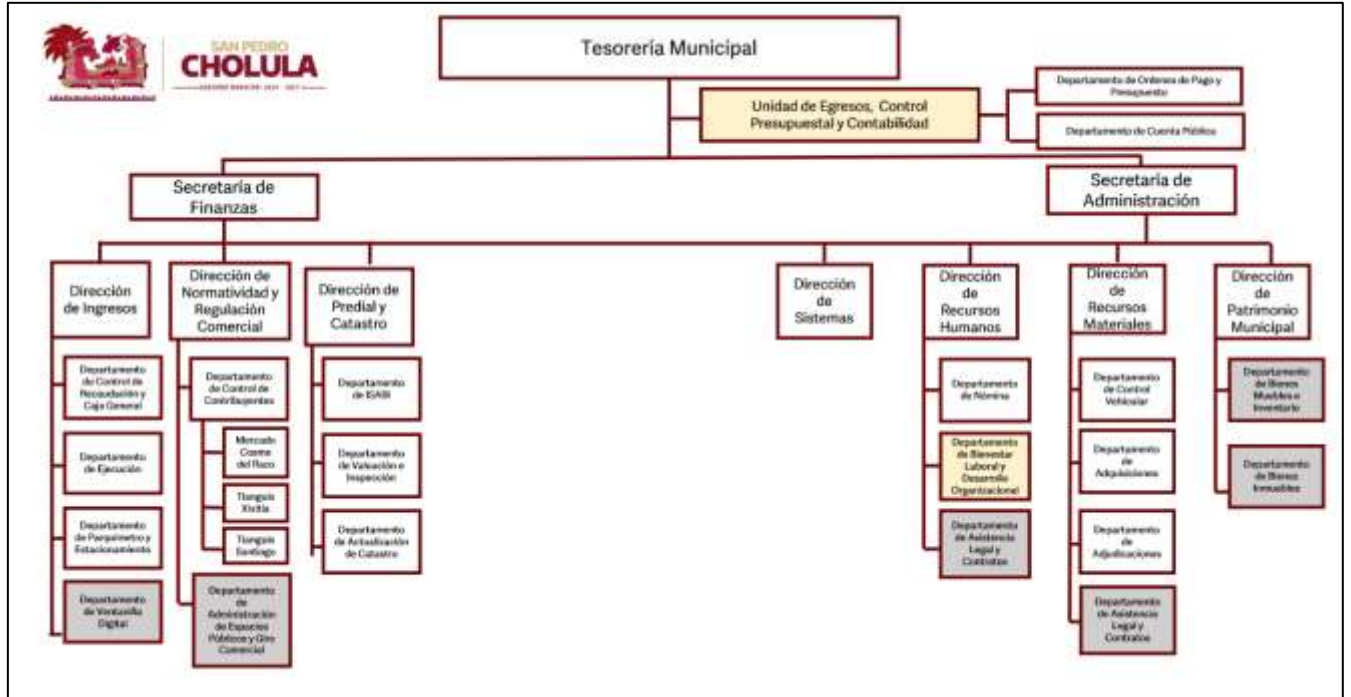 SAN PEDRO
CHOLULA
Tesorería Municipal
Unidad de Egresos, Control
Presupuestal y Contabilidad
Departamento de Ordenes de Pago y
Presupuesto
Departamento de Cuenta Pública
Secretaría de
Finanzas
Secretaría de
Administración
Dirección
de Ingresos
Dirección de
Normatividad y
Regulación
Comercial
Dirección de
Predial y
Catastro
Dirección
de
Sistemas
Dirección
de
Recursos
Humanos
Dirección
de
Recursos
Materiales
Dirección
de
Patrimonio
Municipal
Departamento
de Control de
Recaudación y
Caja General
Departamento
de Ejecución
Departamento
de Parquímetro y
Estacionamiento
Departamento
de Ventanilla
Digital
Departamento
de Control de
Contribuyentes
Mercado
Cosme
del Razo
Tianguis
Xixitla
Tianguis
Santiago
Departamento
de
Administración
de Espacios
Públicos y Giro
Comercial
Departamento
de ISABI
Departamento
de Valuación e
Inspección
Departamento
de Actualización
de Catastro
Departamento
de Nómina
Departamento
de Bienestar
Laboral y
Desarrollo
Organizacional
Departamento
de Asistencia
Legal y
Contratos
Departamento
de Control
Vehicular
Departamento
de
Adquisiciones
Departamento
de
Adjudicaciones
Departamento
de Asistencia
Legal y
Contratos
Departamento
de Bienes
Muebles e
Inventario
Departamento
de Bienes
Inmuebles